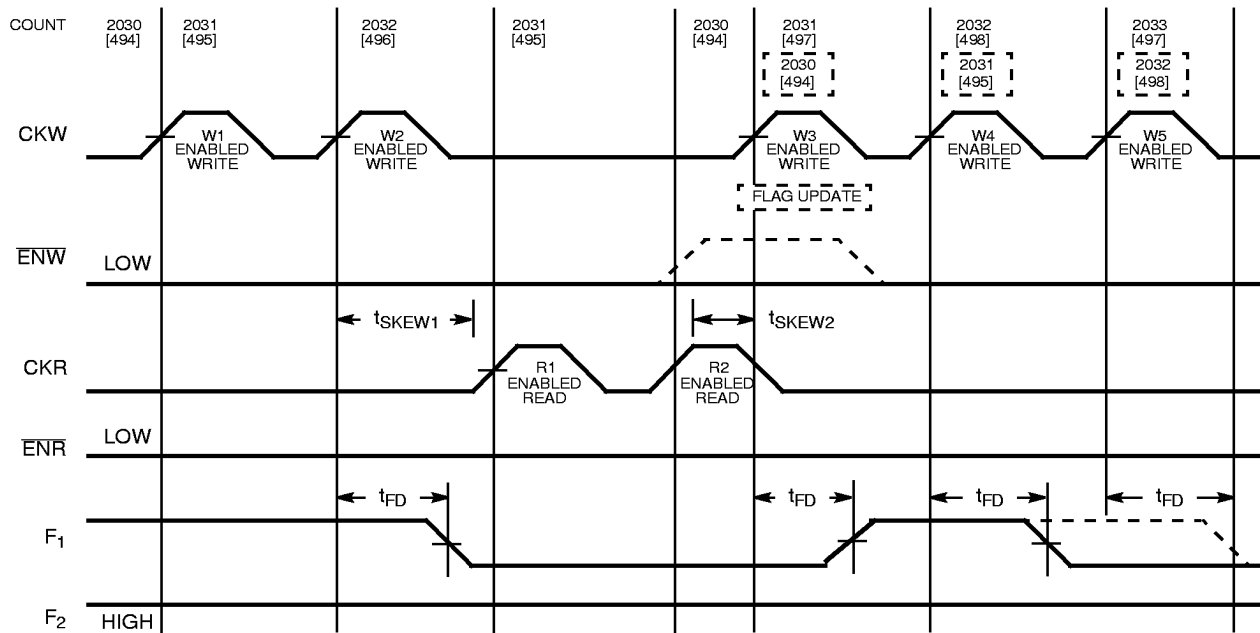 COUNT
2030 2031 2032 2031 2030 2031 2032 2033
[494] [495] [496] [495] [494] [497] [498] [497]
2030 2031 2032
[494] [495] [498]
CKW
W1 ENABLED WRITE
W2 ENABLED WRITE
W3 ENABLED WRITE
W4 ENABLED WRITE
W5 ENABLED WRITE
FLAG UPDATE
ENW LOW
tSKEW1 tSKEW2
CKR
R1 ENABLED READ
R2 ENABLED READ
ENR LOW
tFD tFD tFD tFD
F1
F2 HIGH